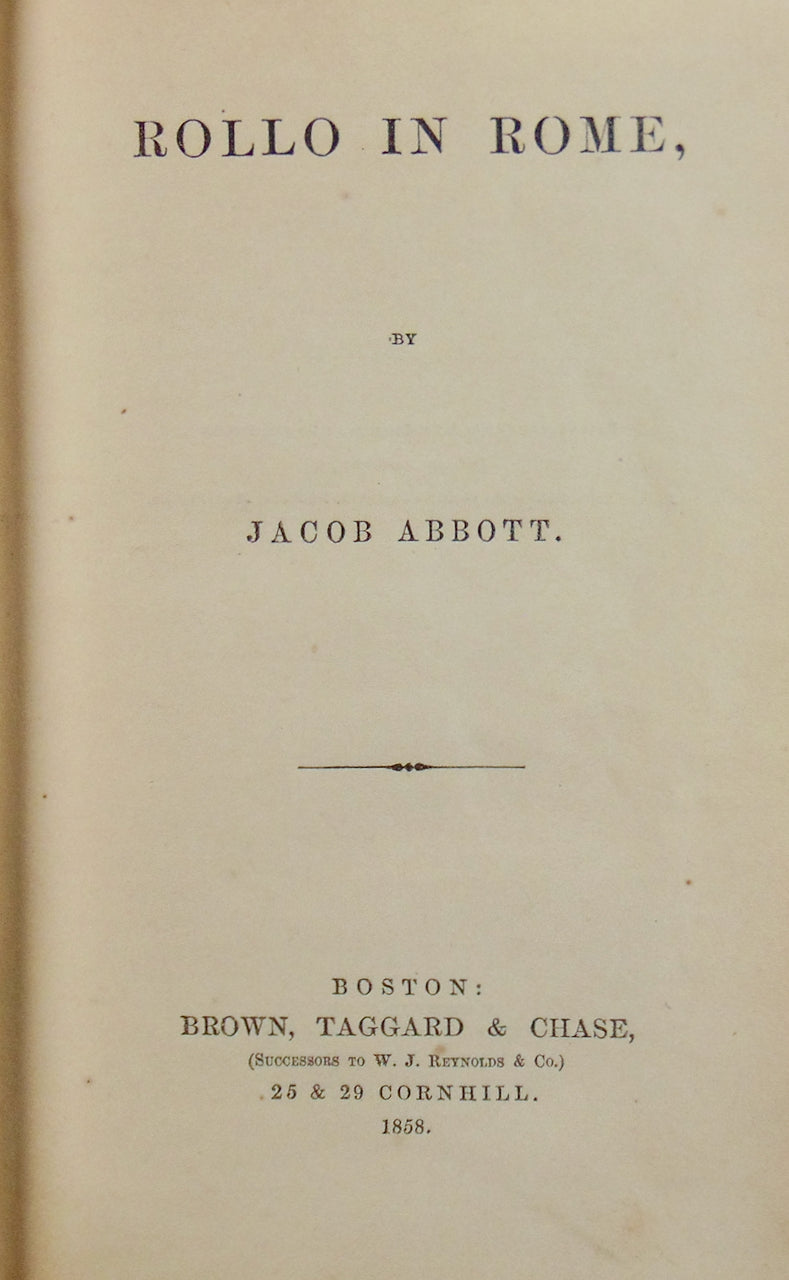 ROLLO IN ROME,
BY
JACOB ABBOTT.
BOSTON:
BROWN, TAGGARD & CHASE,
(Successors to W. J. Reynolds & Co.)
25 & 29 CORNHILL.
1858.